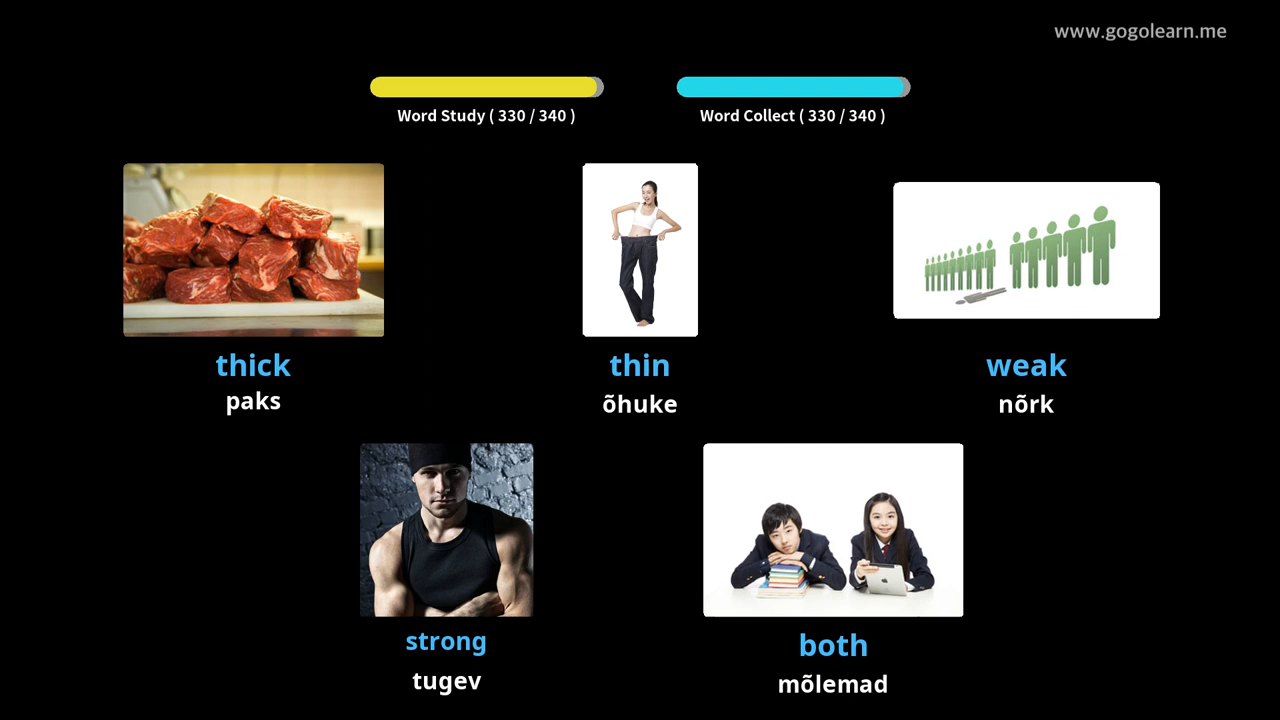 www.gogolearn.me
Word Study ( 330 / 340 )
Word Collect ( 330 / 340 )
thick
paks
thin
õhuke
weak
nõrk
strong
tugev
both
mõlemad